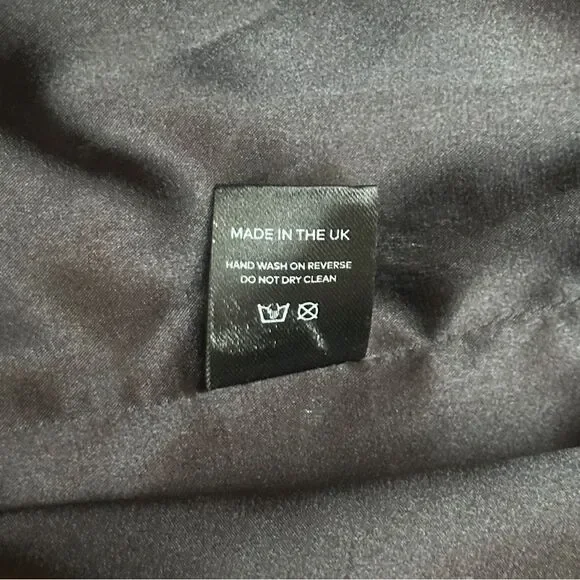 MADE IN THE UK
HAND WASH ON REVERSE
DO NOT DRY CLEAN